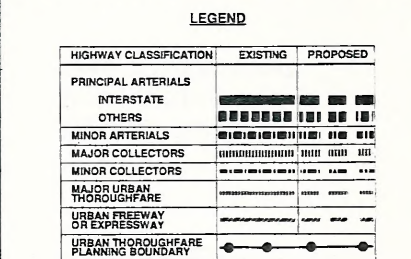 LEGEND
HIGHWAY CLASSIFICATION EXISTING PROPOSED
PRINCIPAL ARTERIALS
INTERSTATE
OTHERS
MINOR ARTERIALS
MAJOR COLLECTORS
MINOR COLLECTORS
MAJOR URBAN
THOROUGHFARE
URBAN FREEWAY
OR EXPRESSWAY
URBAN THOROUGHFARE
PLANNING BOUNDARY